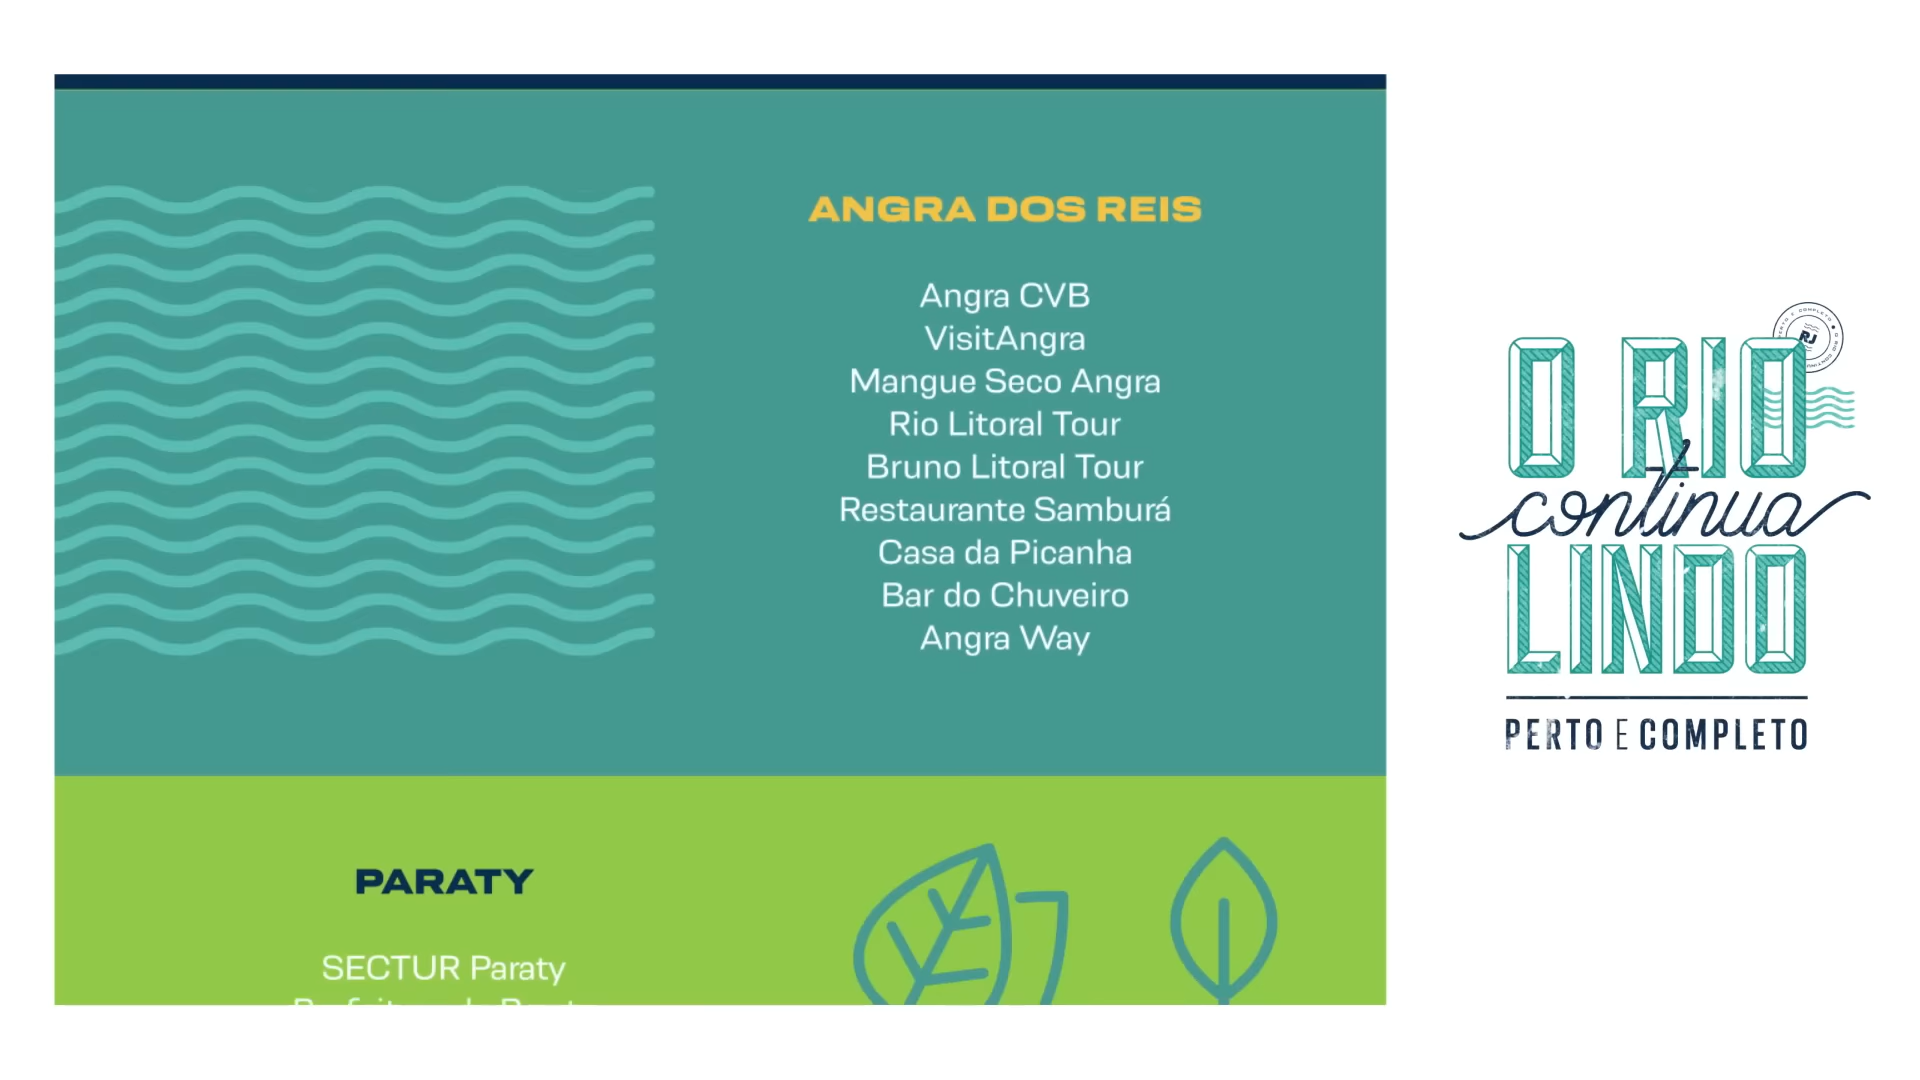 ANGRA DOS REIS
Angra CVB
VisitAngra
Mangue Seco Angra
Rio Litoral Tour
Bruno Litoral Tour
Restaurante Samburá
Casa da Picanha
Bar do Chuveiro
Angra Way
PARATY
SECTUR Paraty
RJ
O RIO
continua
LINDO
PERTO E COMPLETO